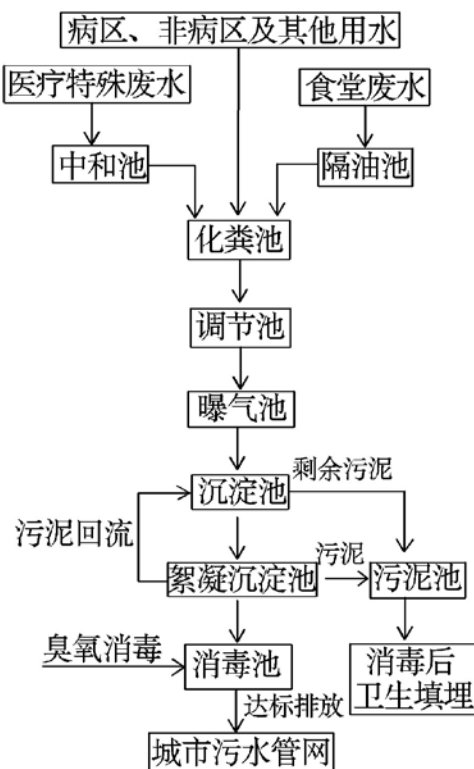 病区、非病区及其他用水
医疗特殊废水
食堂废水
中和池
隔油池
化粪池
调节池
曝气池
沉淀池
剩余污泥
污泥回流
絮凝沉淀池
污泥
污泥池
臭氧消毒
消毒池
消毒后
卫生填埋
达标排放
城市污水管网